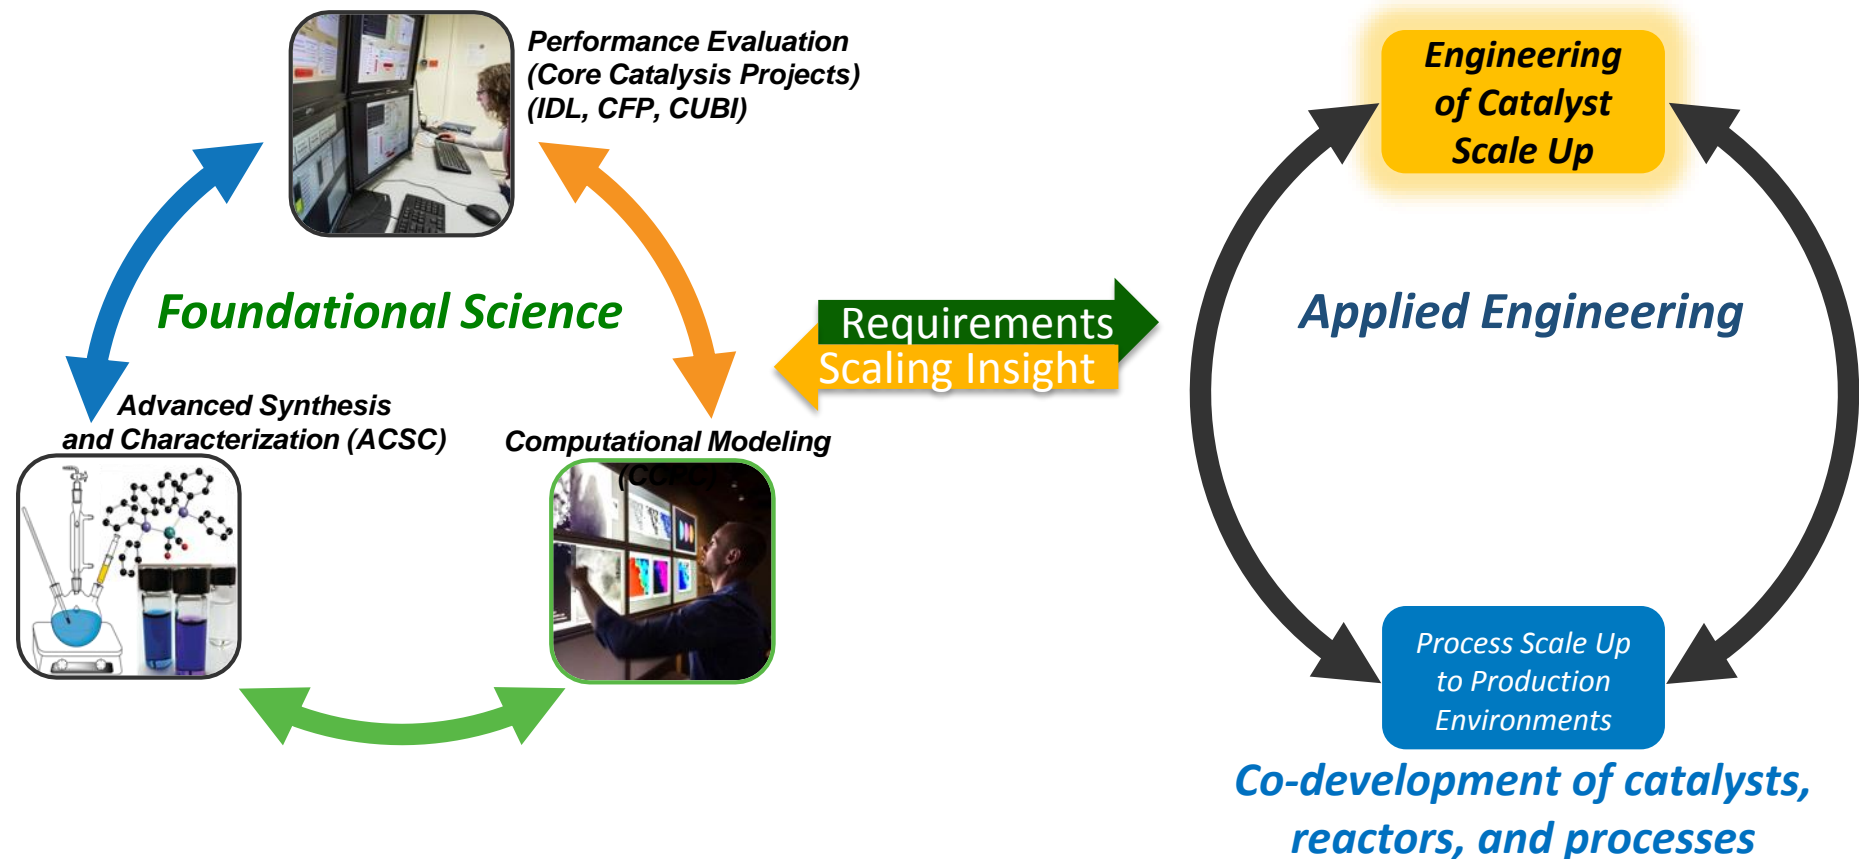 Performance Evaluation
(Core Catalysis Projects)
(IDL, CFP, CUBI)
Foundational Science
Advanced Synthesis
and Characterization (ACSC)
Computational Modeling
Requirements
Scaling Insight
Engineering
of Catalyst
Scale Up
Applied Engineering
Process Scale Up
to Production
Environments
Co-development of catalysts,
reactors, and processes